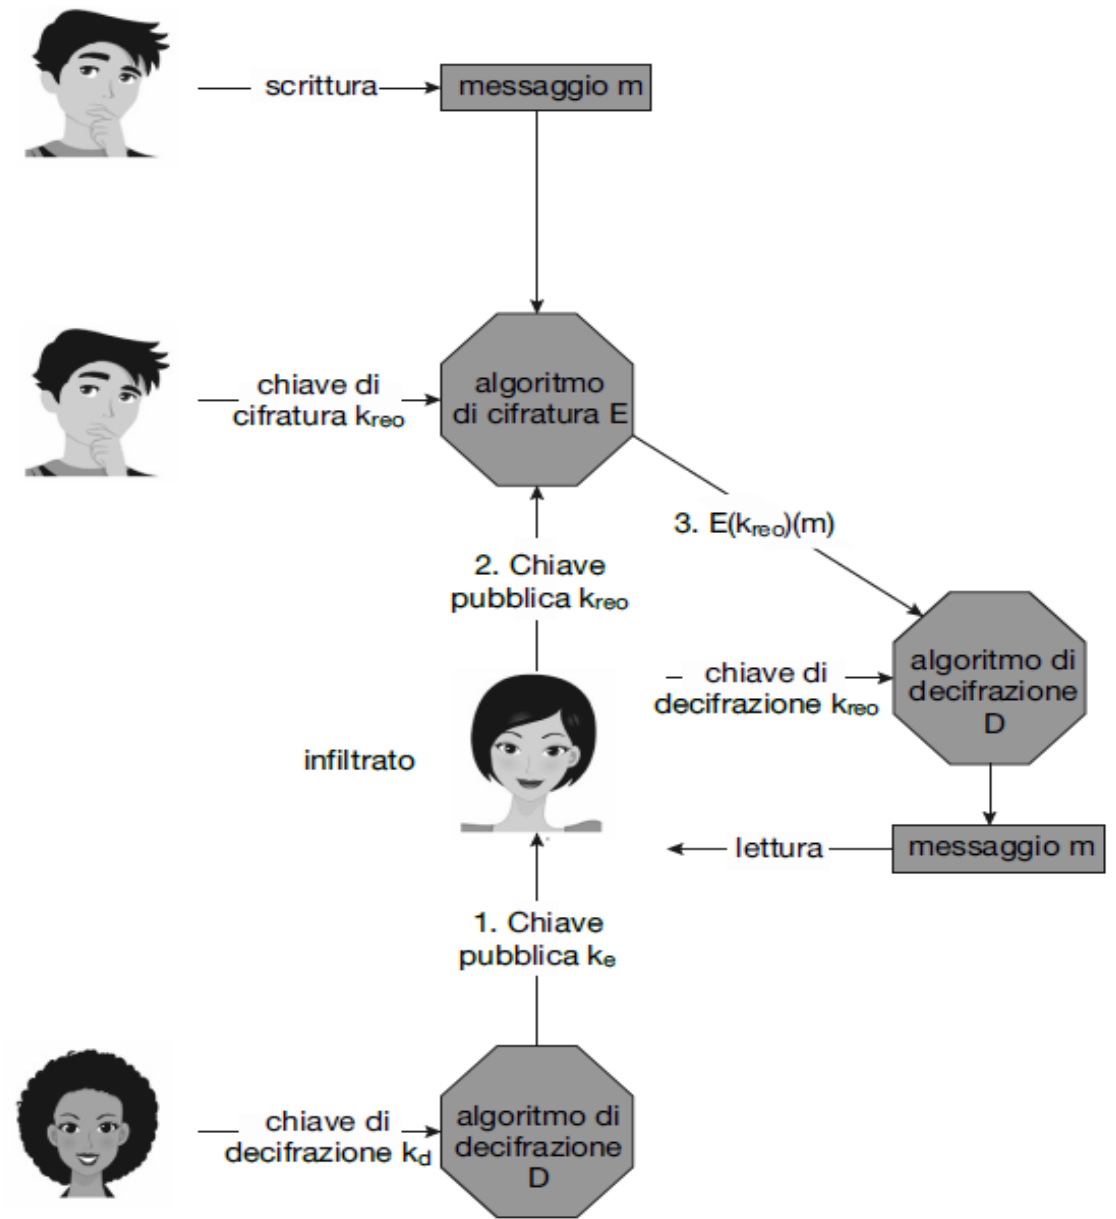 scrittura
messaggio m
chiave di
cifratura kreo
algoritmo
di cifratura E
3. E(kreo)(m)
2. Chiave
pubblica kreo
algoritmo di
decifrazione
D
chiave di
decifrazione kreo
infiltrato
lettura
messaggio m
1. Chiave
pubblica ke
chiave di
decifrazione kd
algoritmo di
decifrazione
D